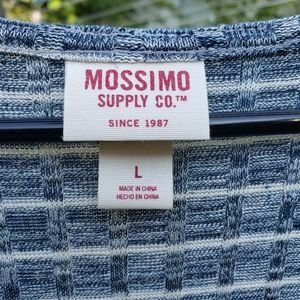 MOSSIMO
SUPPLY CO.™
SINCE 1987
L
MADE IN CHINA
HECHO EN CHINA